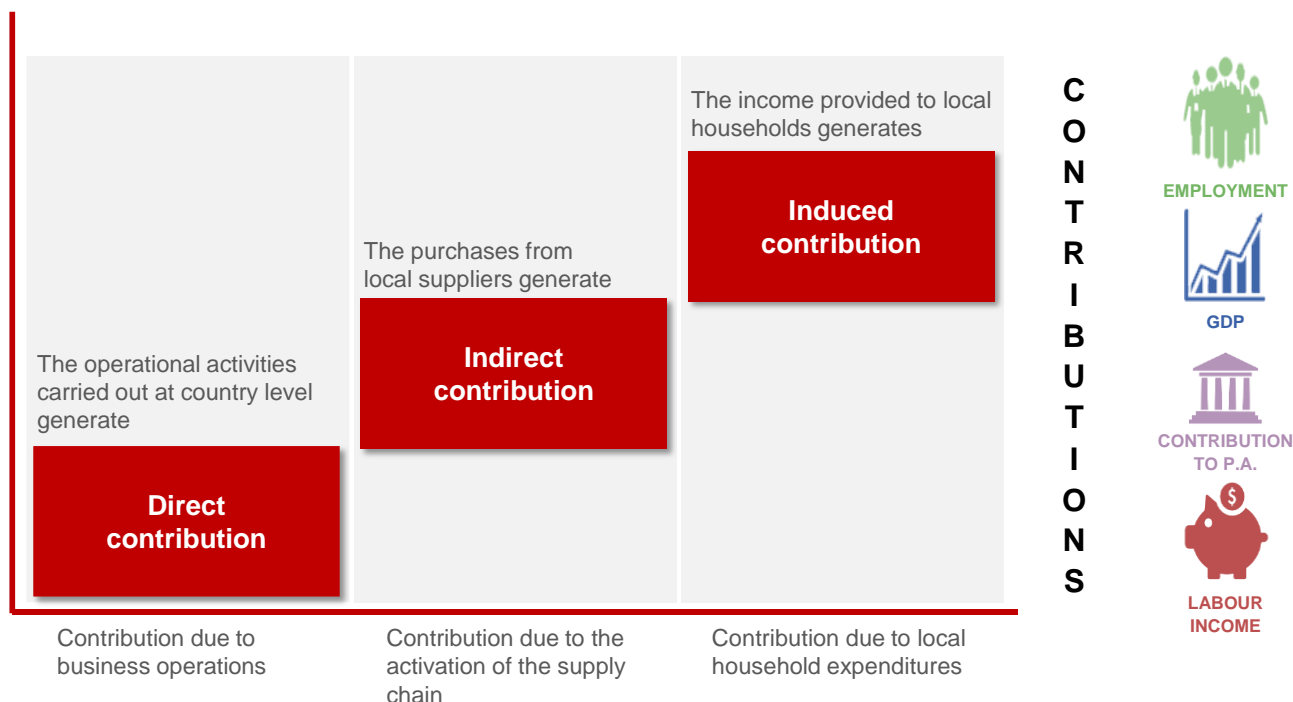 The income provided to local
households generates
Induced
contribution
The purchases from
local suppliers generate
Indirect
contribution
The operational activities
carried out at country level
generate
Direct
contribution
Contribution due to
business operations
Contribution due to the
activation of the supply
chain
Contribution due to local
household expenditures
C
O
N
T
R
I
B
U
T
I
O
N
S
EMPLOYMENT
GDP
CONTRIBUTION
TO P.A.
$
LABOUR
INCOME